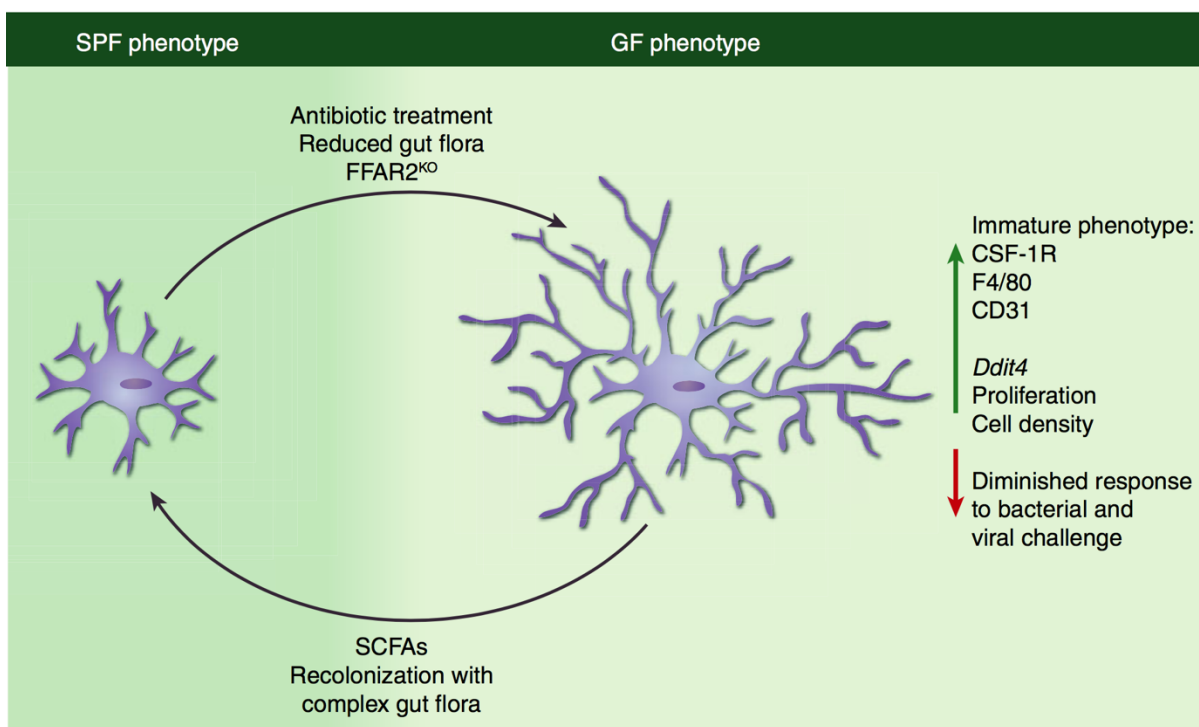 SPF phenotype
GF phenotype
Antibiotic treatment
Reduced gut flora
FFAR2ᴷᴼ
Immature phenotype:
CSF-1R
F4/80
CD31
Ddit4
Proliferation
Cell density
Diminished response
to bacterial and
viral challenge
SCFAs
Recolonization with
complex gut flora